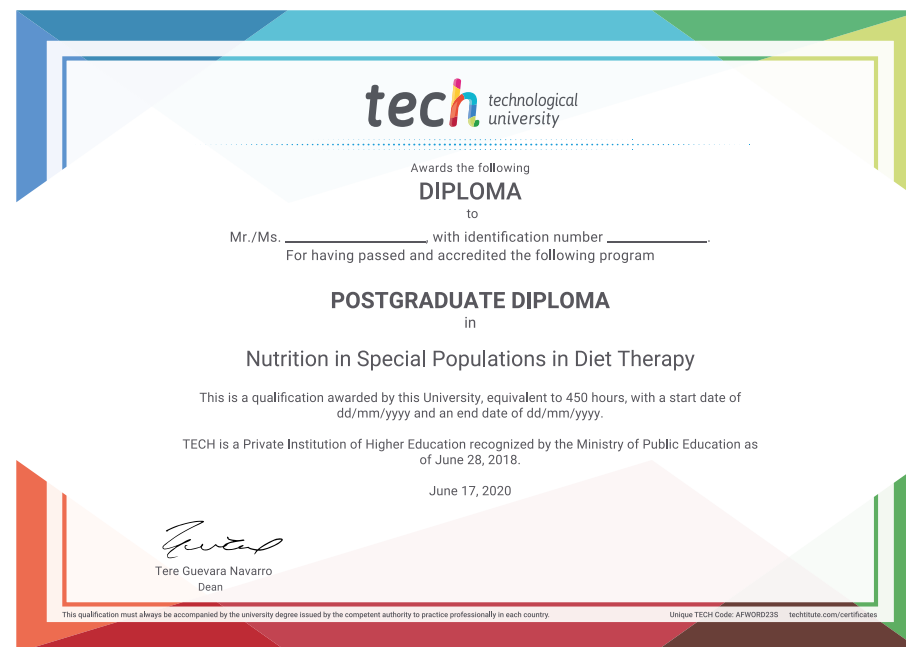 tech technological
university
Awards the following
DIPLOMA
to
Mr./Ms. ____________, with identification number ____________.
For having passed and accredited the following program
POSTGRADUATE DIPLOMA
in
Nutrition in Special Populations in Diet Therapy
This is a qualification awarded by this University, equivalent to 450 hours, with a start date of
dd/mm/yyyy and an end date of dd/mm/yyyy.
TECH is a Private Institution of Higher Education recognized by the Ministry of Public Education as
of June 28, 2018.
June 17, 2020
Tere Guevara Navarro
Dean
This qualification must always be accompanied by the university degree issued by the competent authority to practice professionally in each country.
Unique TECH Code: AFWORD23S techtitute.com/certificates